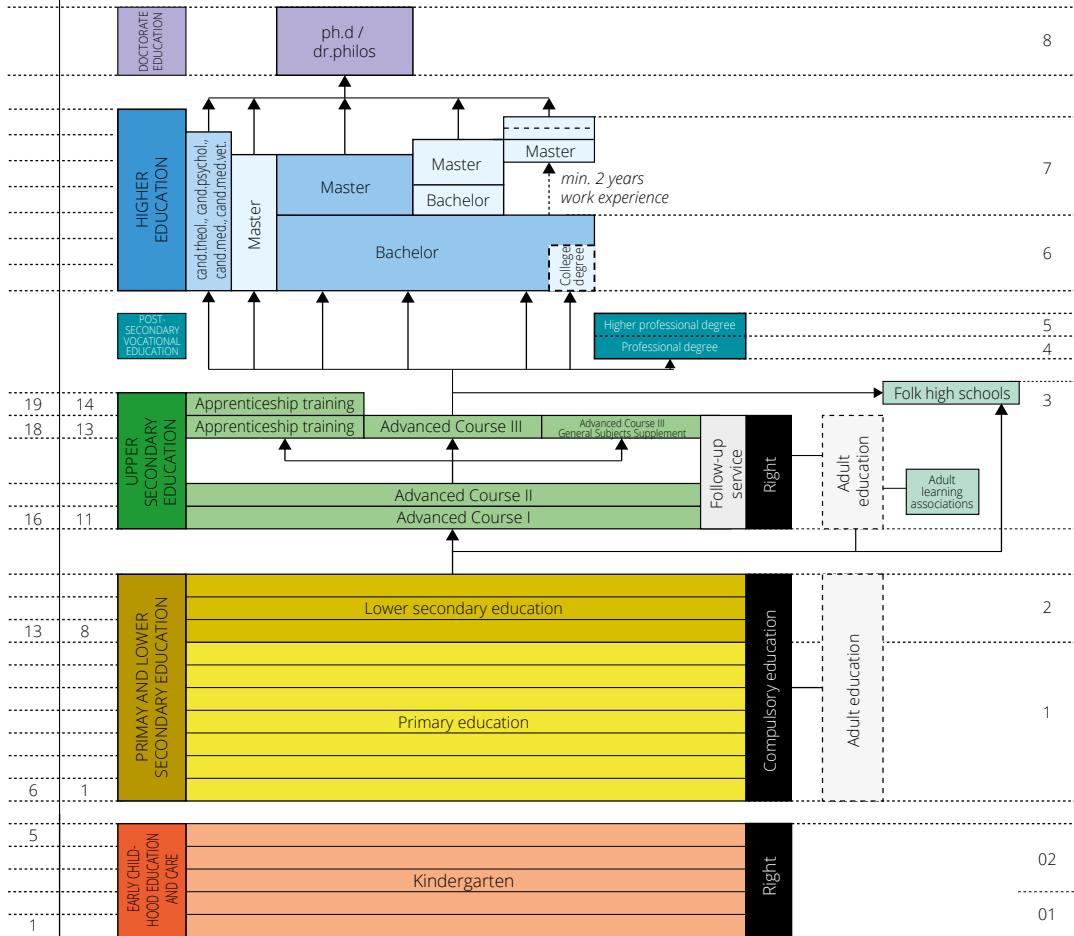 DOCTORATE
EDUCATION
ph.d /
dr.philos
8
HIGHER
EDUCATION
cand.theol., cand.psychol.,
cand.med., cand.med.vet.
Master
Master
Master
Bachelor
Master
min. 2 years
work experience
7
Bachelor
College
degree
6
POST-
SECONDARY
VOCATIONAL
EDUCATION
Higher professional degree
5
Professional degree
4
UPPER
SECONDARY
EDUCATION
19 14
Apprenticeship training
Folk high schools
3
18 13
Apprenticeship training
Advanced Course III
Advanced Course III
General Subjects Supplement
Follow-up
service
Right
Adult
education
Adult
learning
associations
Advanced Course II
16 11
Advanced Course I
PRIMAY AND LOWER
SECONDARY EDUCATION
Lower secondary education
2
13 8
Compulsory education
Adult education
Primary education
1
6 1
5
EARLY CHILD-
HOOD EDUCATION
AND CARE
Kindergarten
Right
02
01
1